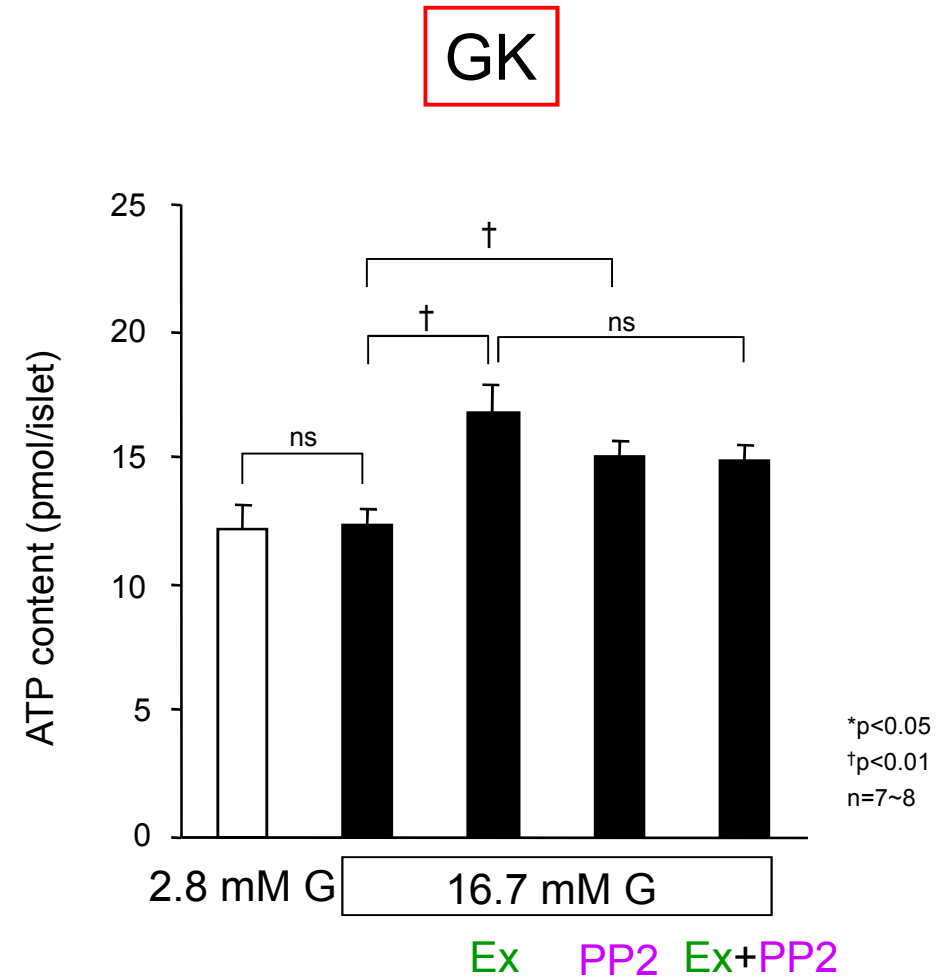 GK
ATP content (pmol/islet)
25
20
15
10
5
0
†
†
ns
ns
*p<0.05
†p<0.01
n=7~8
2.8 mM G
16.7 mM G
Ex
PP2
Ex+PP2